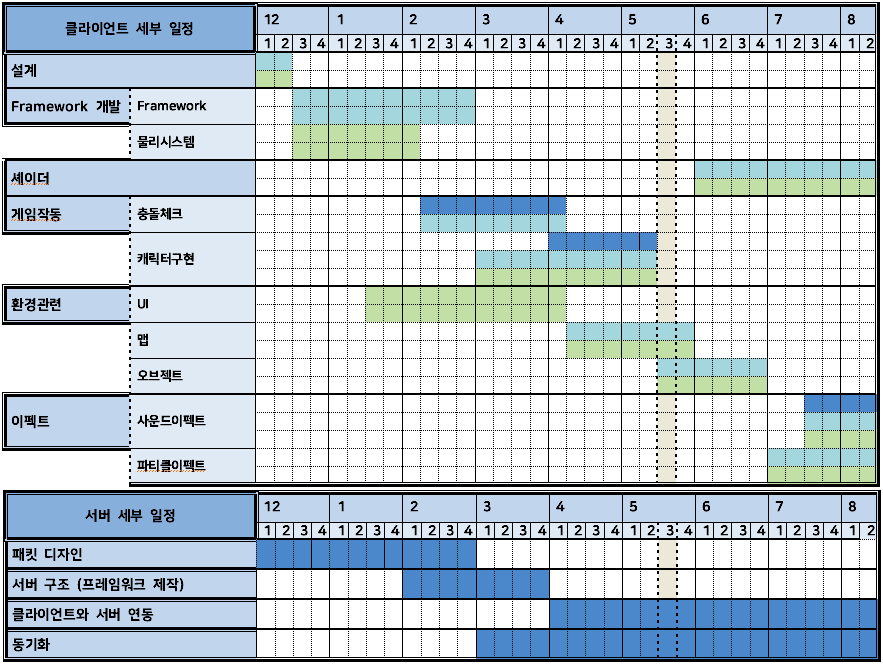 클라이언트 세부 일정
12 1 2 3 4 5 6 7 8
1 2 3 4 1 2 3 4 1 2 3 4 1 2 3 4 1 2 3 4 1 2 3 4 1 2 3 4 1 2 3 4 1 2
설계
Framework 개발 Framework
물리시스템
셰이더
게임작동 충돌체크
캐릭터구현
환경관련 UI
맵
오브젝트
이펙트 사운드이펙트
파티클이펙트
서버 세부 일정
12 1 2 3 4 5 6 7 8
1 2 3 4 1 2 3 4 1 2 3 4 1 2 3 4 1 2 3 4 1 2 3 4 1 2 3 4 1 2 3 4 1 2
패킷 디자인
서버 구조 (프레임워크 제작)
클라이언트와 서버 연동
동기화